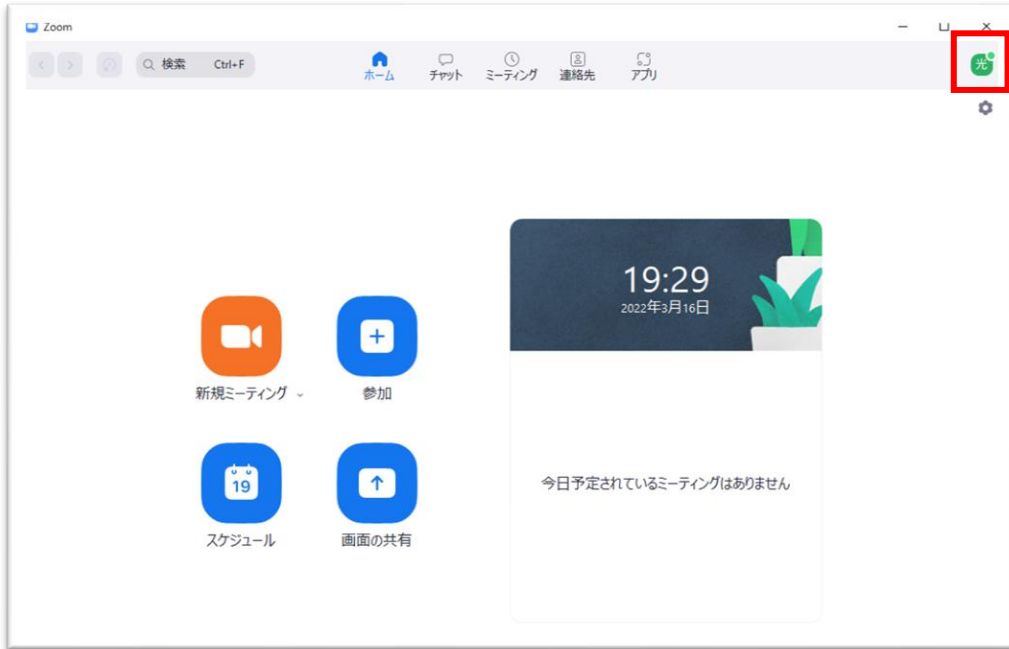 Zoom
検索 Ctrl+F
ホーム チャット ミーティング 連絡先 アプリ
光
19:29
2022年3月16日
新規ミーティング
参加
19
スケジュール
画面の共有
今日予定されているミーティングはありません